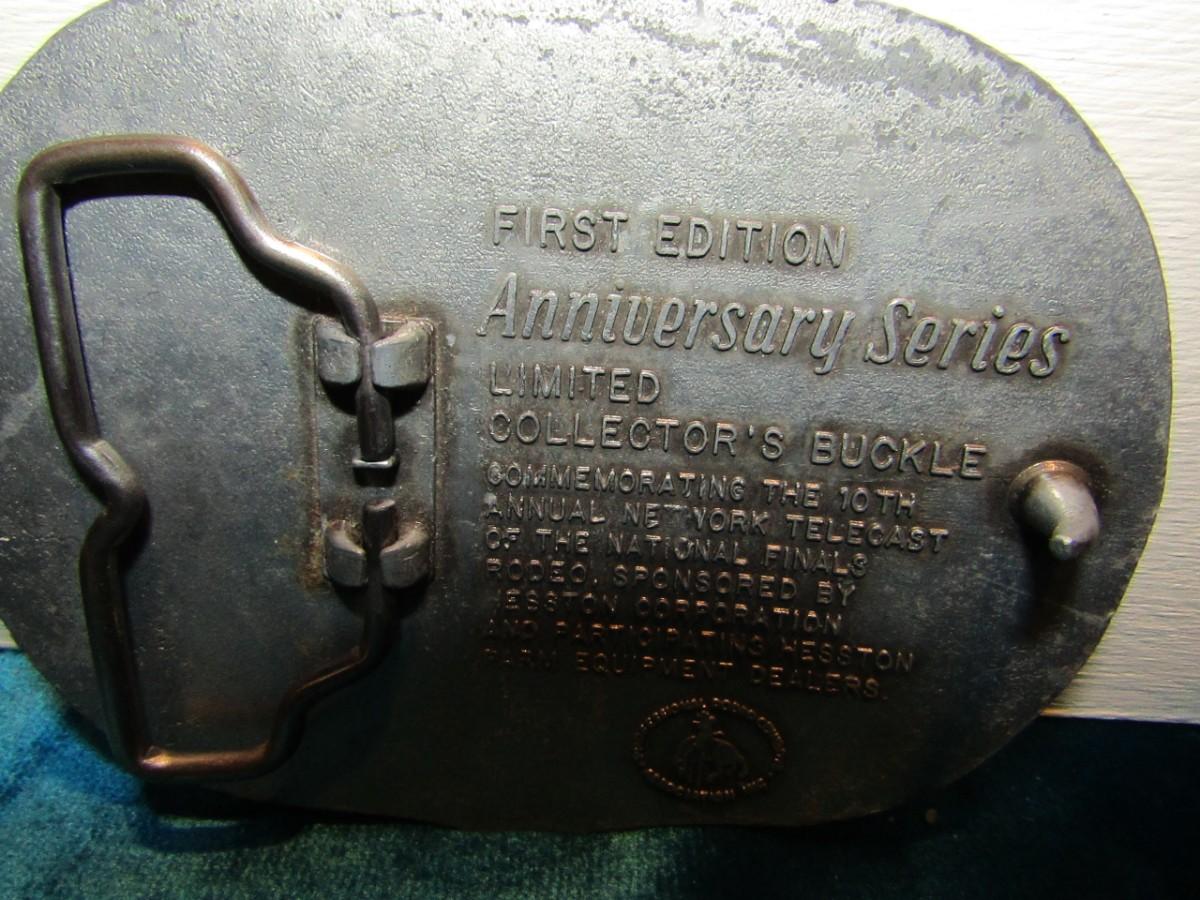 FIRST EDITION
Anniversary Series
LIMITED
COLLECTOR'S BUCKLE
COMMEMORATING THE 10TH
ANNUAL NETWORK TELECAST
OF THE NATIONAL FINALS
RODEO. SPONSORED BY
HESSTON CORPORATION
AND PARTICIPATING HESSTON
FARM EQUIPMENT DEALERS.